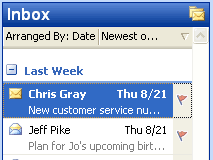 Inbox
Arranged By: Date Newest o...
Last Week
Chris Gray Thu 8/21
New customer service nu...
Jeff Pike Thu 8/21
Plan for Jo's upcoming birt...